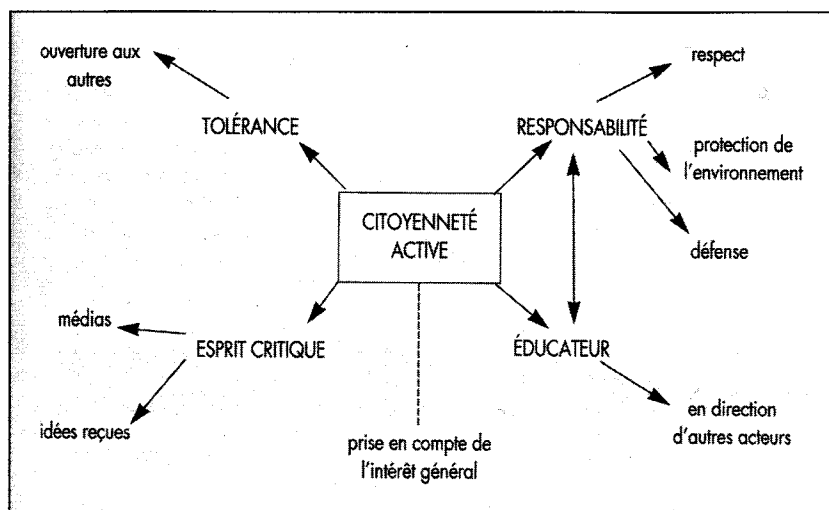 ouverture aux
autres
respect
TOLÉRANCE
RESPONSABILITÉ
protection de
l'environnement
CITOYENNETÉ
ACTIVE
défense
médias
ESPRIT CRITIQUE
ÉDUCATEUR
idées reçues
en direction
d'autres acteurs
prise en compte de
l'intérêt général